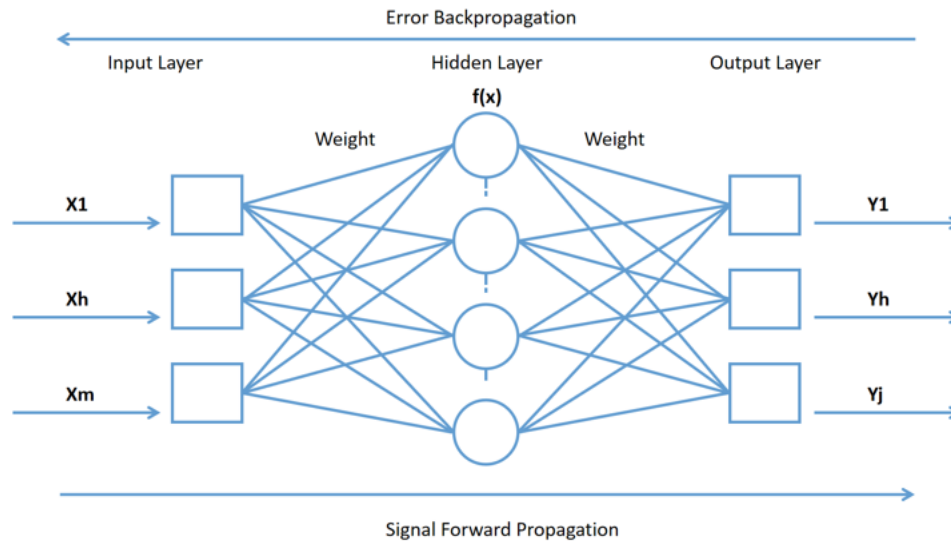 Error Backpropagation
Input Layer
Hidden Layer
Output Layer
f(x)
Weight
Weight
X1
Y1
Xh
Yh
Xm
Yj
Signal Forward Propagation